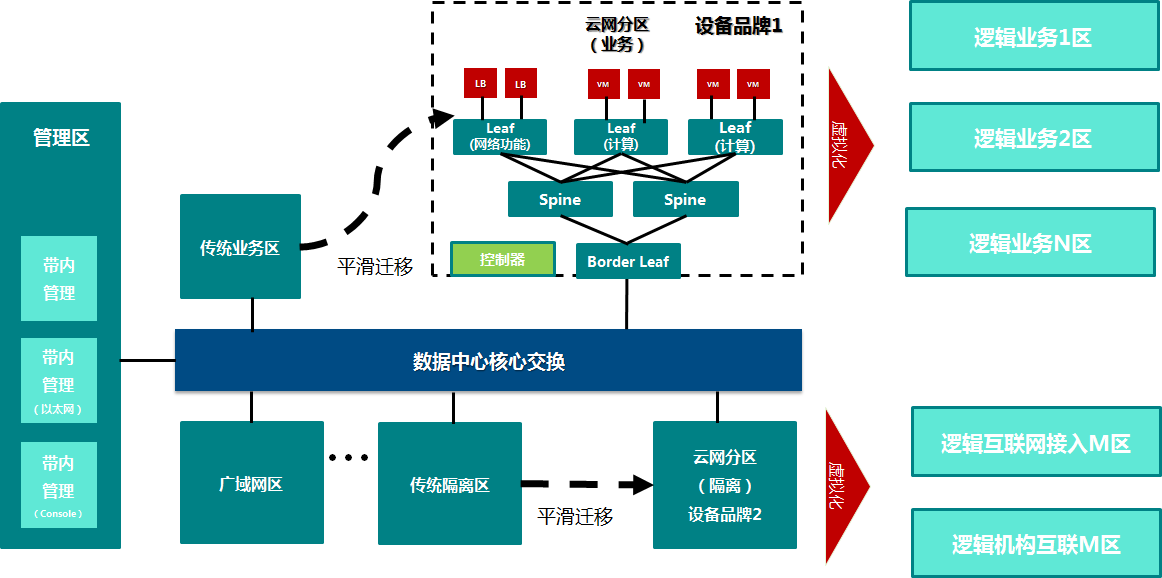 管理区
带内
管理
带内
管理
（以太网）
带内
管理
（Console）
传统业务区
平滑迁移
云网分区
（业务）
设备品牌1
LB
LB
VM
VM
VM
VM
Leaf
(网络功能)
Leaf
(计算)
Leaf
(计算)
Spine
Spine
控制器
Border Leaf
数据中心核心交换
广域网区
传统隔离区
平滑迁移
云网分区
（隔离）
设备品牌2
虚拟化
逻辑业务1区
逻辑业务2区
逻辑业务N区
虚拟化
逻辑互联网接入M区
逻辑机构互联M区